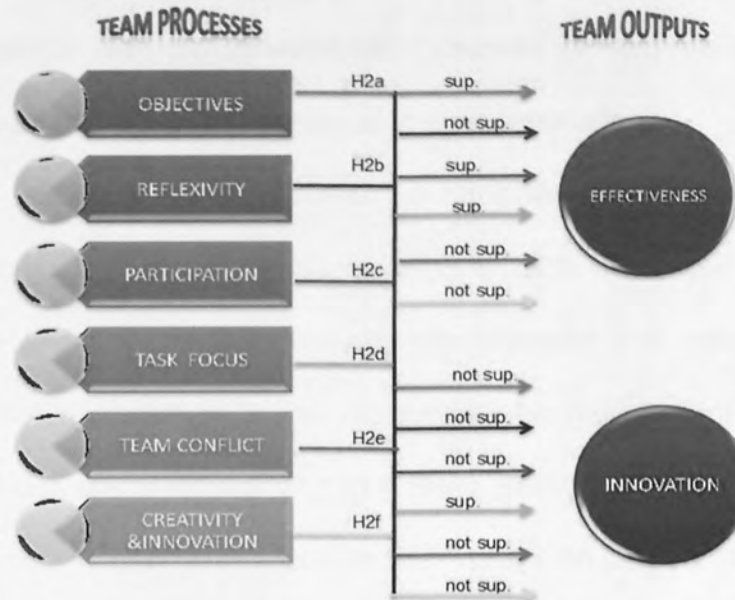 TEAM PROCESSES
TEAM OUTPUTS
OBJECTIVES
H2a
sup.
not sup.
REFLEXIVITY
H2b
sup.
sup.
EFFECTIVENESS
PARTICIPATION
H2c
not sup.
not sup.
TASK FOCUS
H2d
not sup.
TEAM CONFLICT
H2e
not sup.
not sup.
INNOVATION
CREATIVITY
&INNOVATION
H2f
sup.
not sup.
not sup.